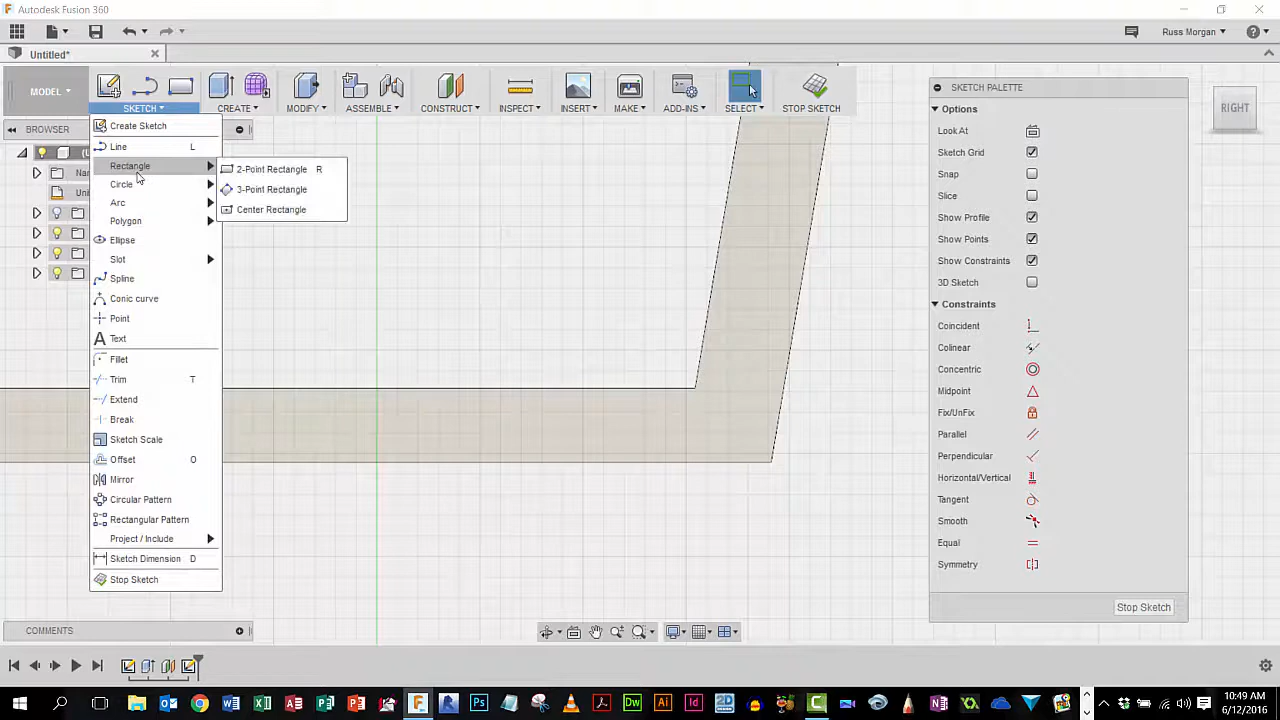 Autodesk Fusion 360
Russ Morgan
Untitled*
MODEL
SKETCH
CREATE
MODIFY
ASSEMBLE
CONSTRUCT
INSPECT
INSERT
MAKE
ADD-INS
SELECT
STOP SKETCH
BROWSER
Create Sketch
Line L
Rectangle
Circle
Arc
Polygon
Ellipse
Slot
Spline
Conic curve
Point
A Text
Fillet
Trim T
Extend
Break
Sketch Scale
Offset O
Mirror
Circular Pattern
Rectangular Pattern
Project / Include
Sketch Dimension D
Stop Sketch
2-Point Rectangle R
3-Point Rectangle
Center Rectangle
SKETCH PALETTE
Options
Look At
Sketch Grid
Snap
Slice
Show Profile
Show Points
Show Constraints
3D Sketch
Constraints
Coincident
Colinear
Concentric
Midpoint
Fix/UnFix
Parallel
Perpendicular
Horizontal/Vertical
Tangent
Smooth
Equal
Symmetry
Stop Sketch
RIGHT
COMMENTS
10:49 AM
6/12/2016